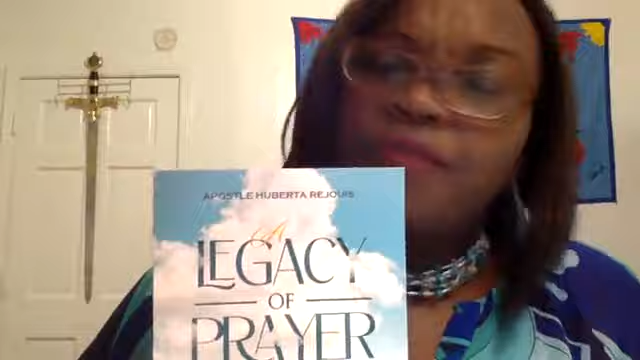 APOSTLE HUBERTA REJOUIS
A
LEGACY
OF
PRAYER